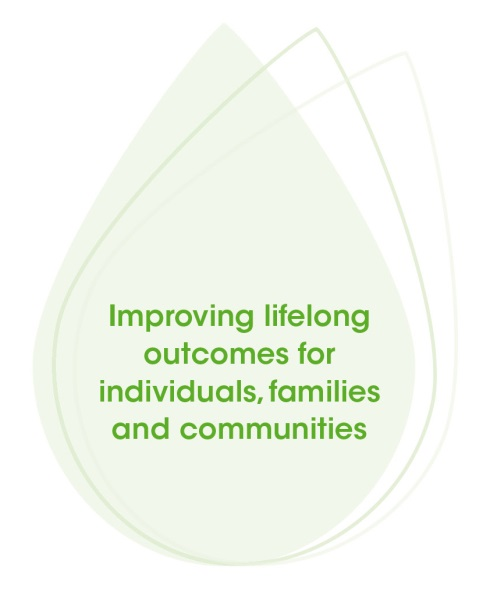 Improving lifelong
outcomes for
individuals, families
and communities